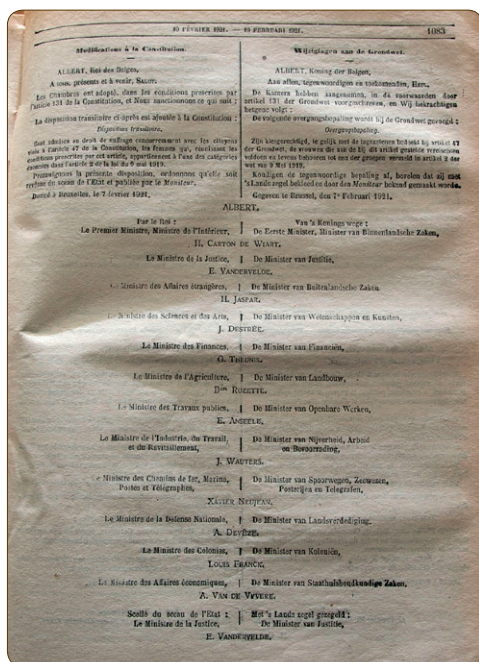 10 FÉVRIER 1921. — 10 FEBRUARI 1921. 1083
Modifications à la Constitution.
ALBERT, Roi des Belges,
A tous, présents et à venir, SALUT.
Les Chambres ont adopté, dans les conditions prescrites par
l'article 131 de la Constitution, et Nous sanctionnons ce qui suit :
La disposition transitoire ci-après est ajoutée à la Constitution :
Disposition transitoire.
Sont admises au droit de suffrage concurremment avec les citoyens
visés à l'article 47 de la Constitution, les femmes qui, réunissant les
conditions prescrites par cet article, appartiennent à l'une des catégories
reprises dans l'article 2 de la loi du 9 mai 1919.
Promulguons la présente disposition, ordonnons qu'elle soit
revêtue du sceau de l'État et publiée par le Moniteur.
Donné à Bruxelles, le 7 février 1921.
Wijzigingen aan de Grondwet.
ALBERT, Koning der Belgen,
Aan allen, tegenwoordigen en toekomenden, HEIL.
De Kamers hebben aangenomen, in de voorwaarden door
artikel 131 der Grondwet voorgeschreven, en Wij bekrachtigen
hetgene volgt :
De volgende overgangsbepaling wordt bij de Grondwet gevoegd :
Overgangsbepaling.
Zijn kiesgerechtigd, te gelijk met de ingezetenen bedoeld bij artikel 47
der Grondwet, de vrouwen die aan de bij dit artikel gestelde vereischten
voldoen en tevens behooren tot een der groepen vermeld in artikel 2 der
wet van 9 Mei 1919.
Kondigen de tegenwoordige bepaling af, bevelen dat zij met
's Lands zegel bekleed en door den Moniteur bekend gemaakt worde.
Gegeven te Brussel, den 7n Februari 1921.
ALBERT.
Par le Roi : Van 's Konings wege :
Le Premier Ministre, Ministre de l'Intérieur, De Eerste Minister, Minister van Binnenlandsche Zaken,
H. CARTON DE WIART.
Le Ministre de la Justice, De Minister van Justitie,
E. VANDERVELDE.
Le Ministre des Affaires étrangères, De Minister van Buitenlandsche Zaken
H. JASPAR.
Le Ministre des Sciences et des Arts, De Minister van Wetenschappen en Kunsten,
J. DESTRÉE.
Le Ministre des Finances, De Minister van Financiën,
G. THEUNIS.
Le Ministre de l'Agriculture, De Minister van Landbouw,
Bon RUZETTE.
Le Ministre des Travaux publics, De Minister van Openbare Werken,
E. ANSEELE.
Le Ministre de l'Industrie, du Travail De Minister van Nijverheid, Arbeid
et du Ravitaillement, en Bevoorrading,
J. WAUTERS.
Le Ministre des Chemins de fer, Marine, De Minister van Spoorwegen, Zeewezen,
Postes et Télégraphes, Posterijen en Telegrafen,
XAVIER NEUJEAN.
Le Ministre de la Défense Nationale, De Minister van Landsverdediging.
A. DEVÈZE.
Le Ministre des Colonies, De Minister van Koloniën,
LOUIS FRANCK.
Le Ministre des Affaires économiques, De Minister van Staathuishoudkundige Zaken,
A. VAN DE VYVERE.
Scellé du sceau de l'Etat : Met 's Lands zegel gezegeld :
Le Ministre de la Justice, De Minister van Justitie,
E. VANDERVELDE.